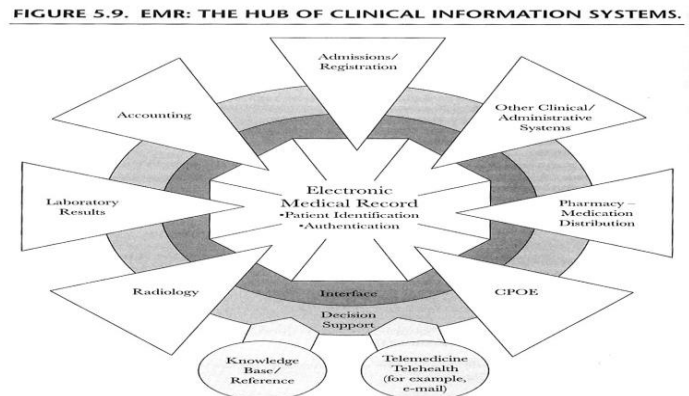 FIGURE 5.9. EMR: THE HUB OF CLINICAL INFORMATION SYSTEMS.
Admissions/
Registration
Accounting
Other Clinical/
Administrative
Systems
Laboratory
Results
Electronic
Medical Record
•Patient Identification
•Authentication
Pharmacy –
Medication
Distribution
Radiology
Interface
CPOE
Decision
Support
Knowledge
Base/
Reference
Telemedicine
Telehealth
(for example,
e-mail)